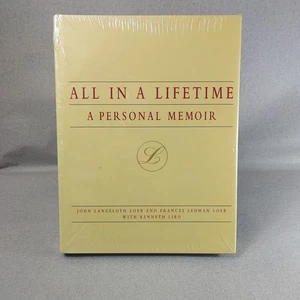 ALL IN A LIFETIME
A PERSONAL MEMOIR
L
JOHN LANGELOTH LOEB AND FRANCES LEHMAN LOEB
WITH KENNETH LIBO